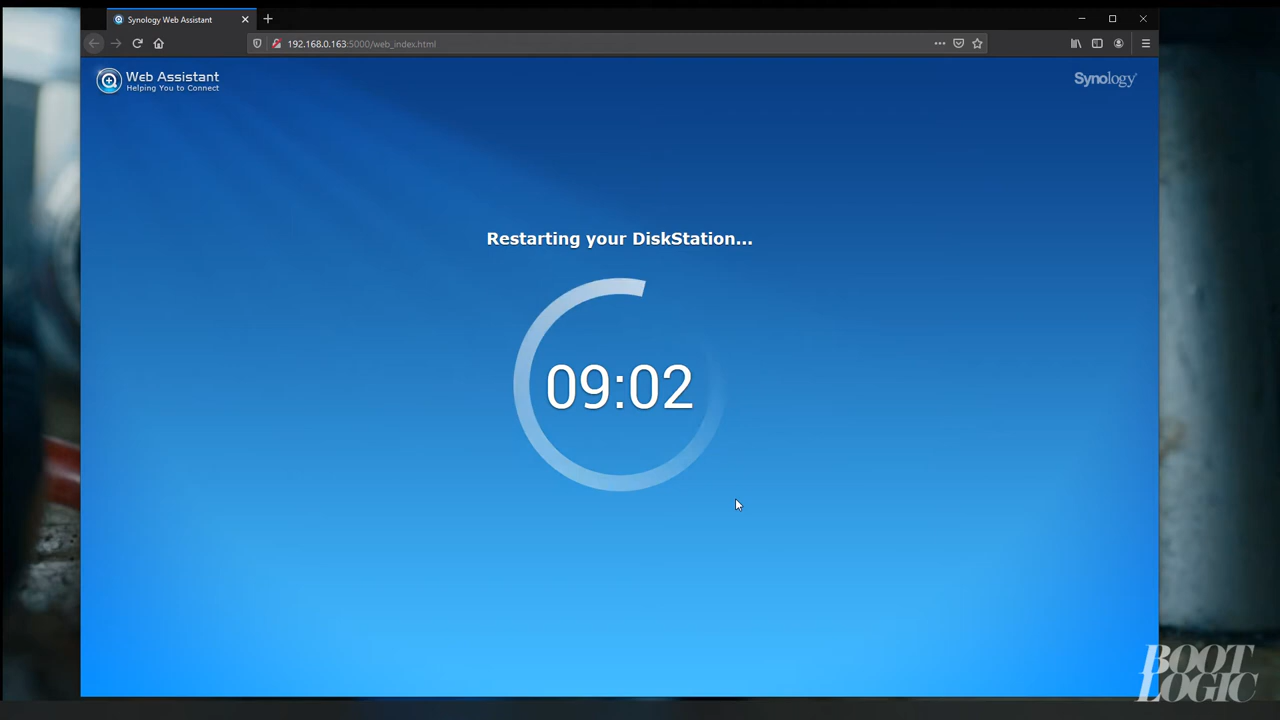 Synology Web Assistant
192.168.0.163:5000/web_index.html
Web Assistant
Helping You to Connect
Synology
Restarting your DiskStation...
09:02
BOOT
LOGIC